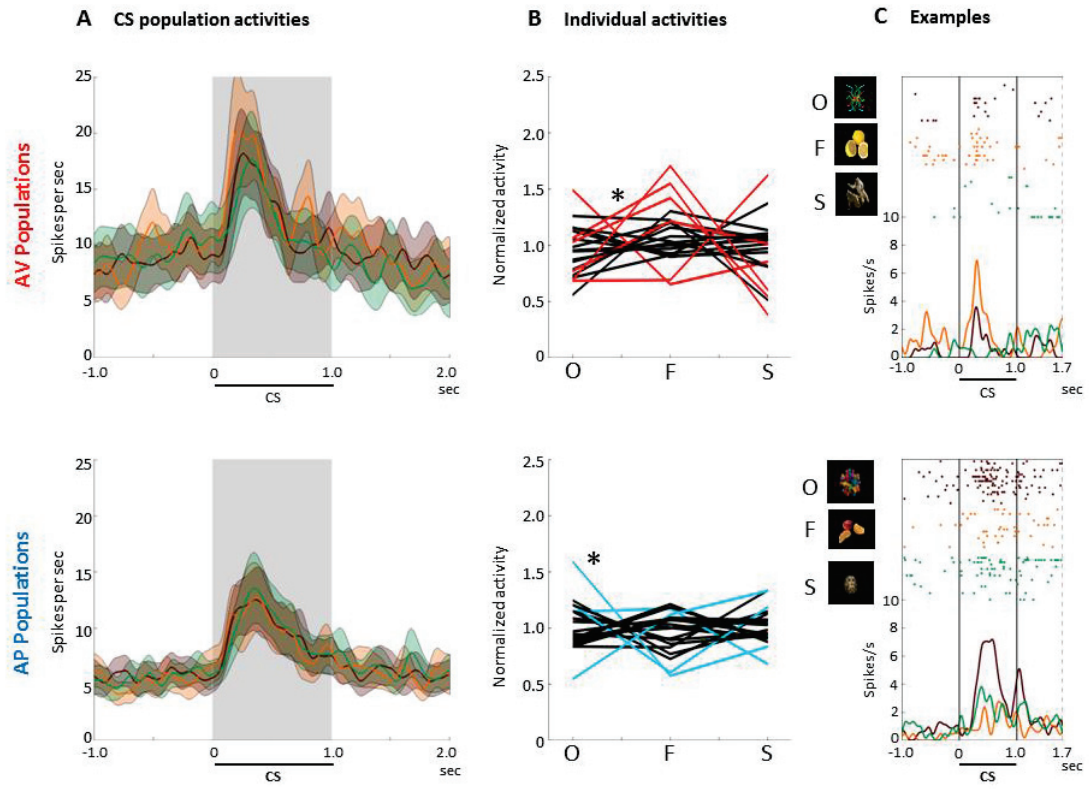 A CS population activities
B Individual activities
C Examples
AV Populations
Spikes per sec
25
20
15
10
5
0
-1.0
0
1.0
2.0
sec
CS
Normalized activity
2.5
2.0
1.5
1.0
0.5
0
*
O
F
S
O
F
S
Spikes/s
10
8
6
4
2
0
-1.0
0
1.0
1.7
sec
CS
AP Populations
Spikes per sec
25
20
15
10
5
0
-1.0
0
1.0
2.0
sec
CS
Normalized activity
2.5
2.0
1.5
1.0
0.5
0
*
O
F
S
O
F
S
Spikes/s
10
8
6
4
2
0
-1.0
0
1.0
1.7
sec
CS